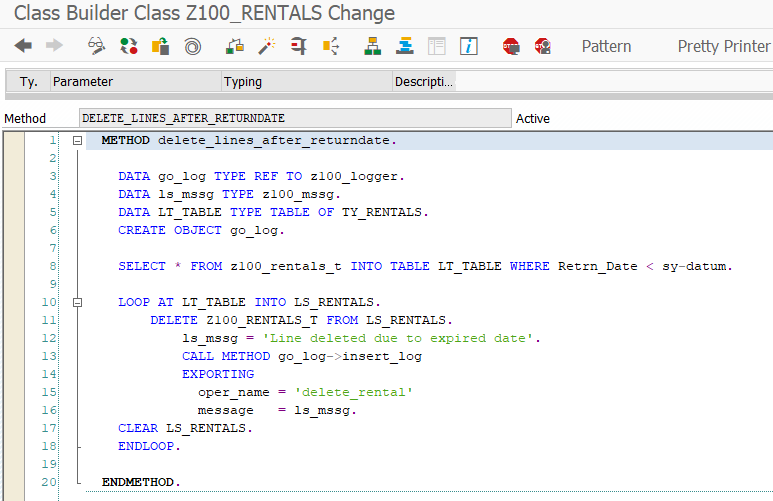 Class Builder Class Z100_RENTALS Change
Pattern Pretty Printer
Ty. Parameter Typing Descripti...
Method DELETE_LINES_AFTER_RETURNDATE Active
1 METHOD delete_lines_after_returndate.
2
3 DATA go_log TYPE REF TO z100_logger.
4 DATA ls_mssg TYPE z100_mssg.
5 DATA LT_TABLE TYPE TABLE OF TY_RENTALS.
6 CREATE OBJECT go_log.
7
8 SELECT * FROM z100_rentals_t INTO TABLE LT_TABLE WHERE Retrn_Date < sy-datum.
9
10 LOOP AT LT_TABLE INTO LS_RENTALS.
11 DELETE Z100_RENTALS_T FROM LS_RENTALS.
12 ls_mssg = 'Line deleted due to expired date'.
13 CALL METHOD go_log->insert_log
14 EXPORTING
15 oper_name = 'delete_rental'
16 message = ls_mssg.
17 CLEAR LS_RENTALS.
18 ENDLOOP.
19
20 ENDMETHOD.